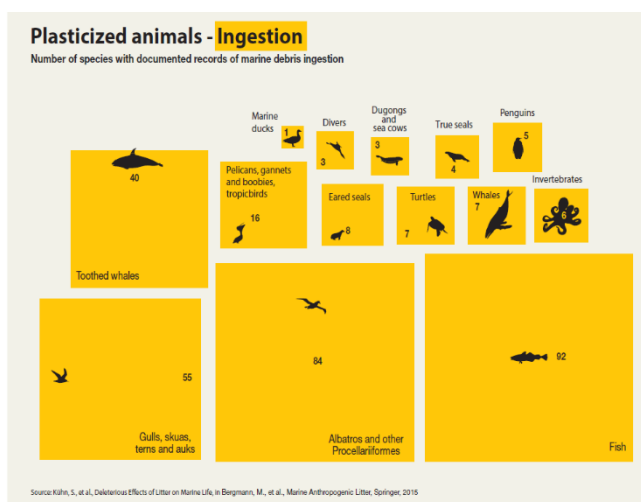 Plasticized animals - Ingestion
Number of species with documented records of marine debris ingestion
Marine
ducks
1
Divers
3
Dugongs
and
sea cows
3
True seals
4
Penguins
5
40
Toothed whales
Pelicans, gannets
and boobies,
tropicbirds
16
Eared seals
8
Turtles
7
Whales
7
Invertebrates
6
55
Gulls, skuas,
terns and auks
84
Albatros and other
Procellariiformes
92
Fish
Source: Kühn, S., et al., Deleterious Effects of Litter on Marine Life, in Bergmann, M., et al., Marine Anthropogenic Litter, Springer, 2015